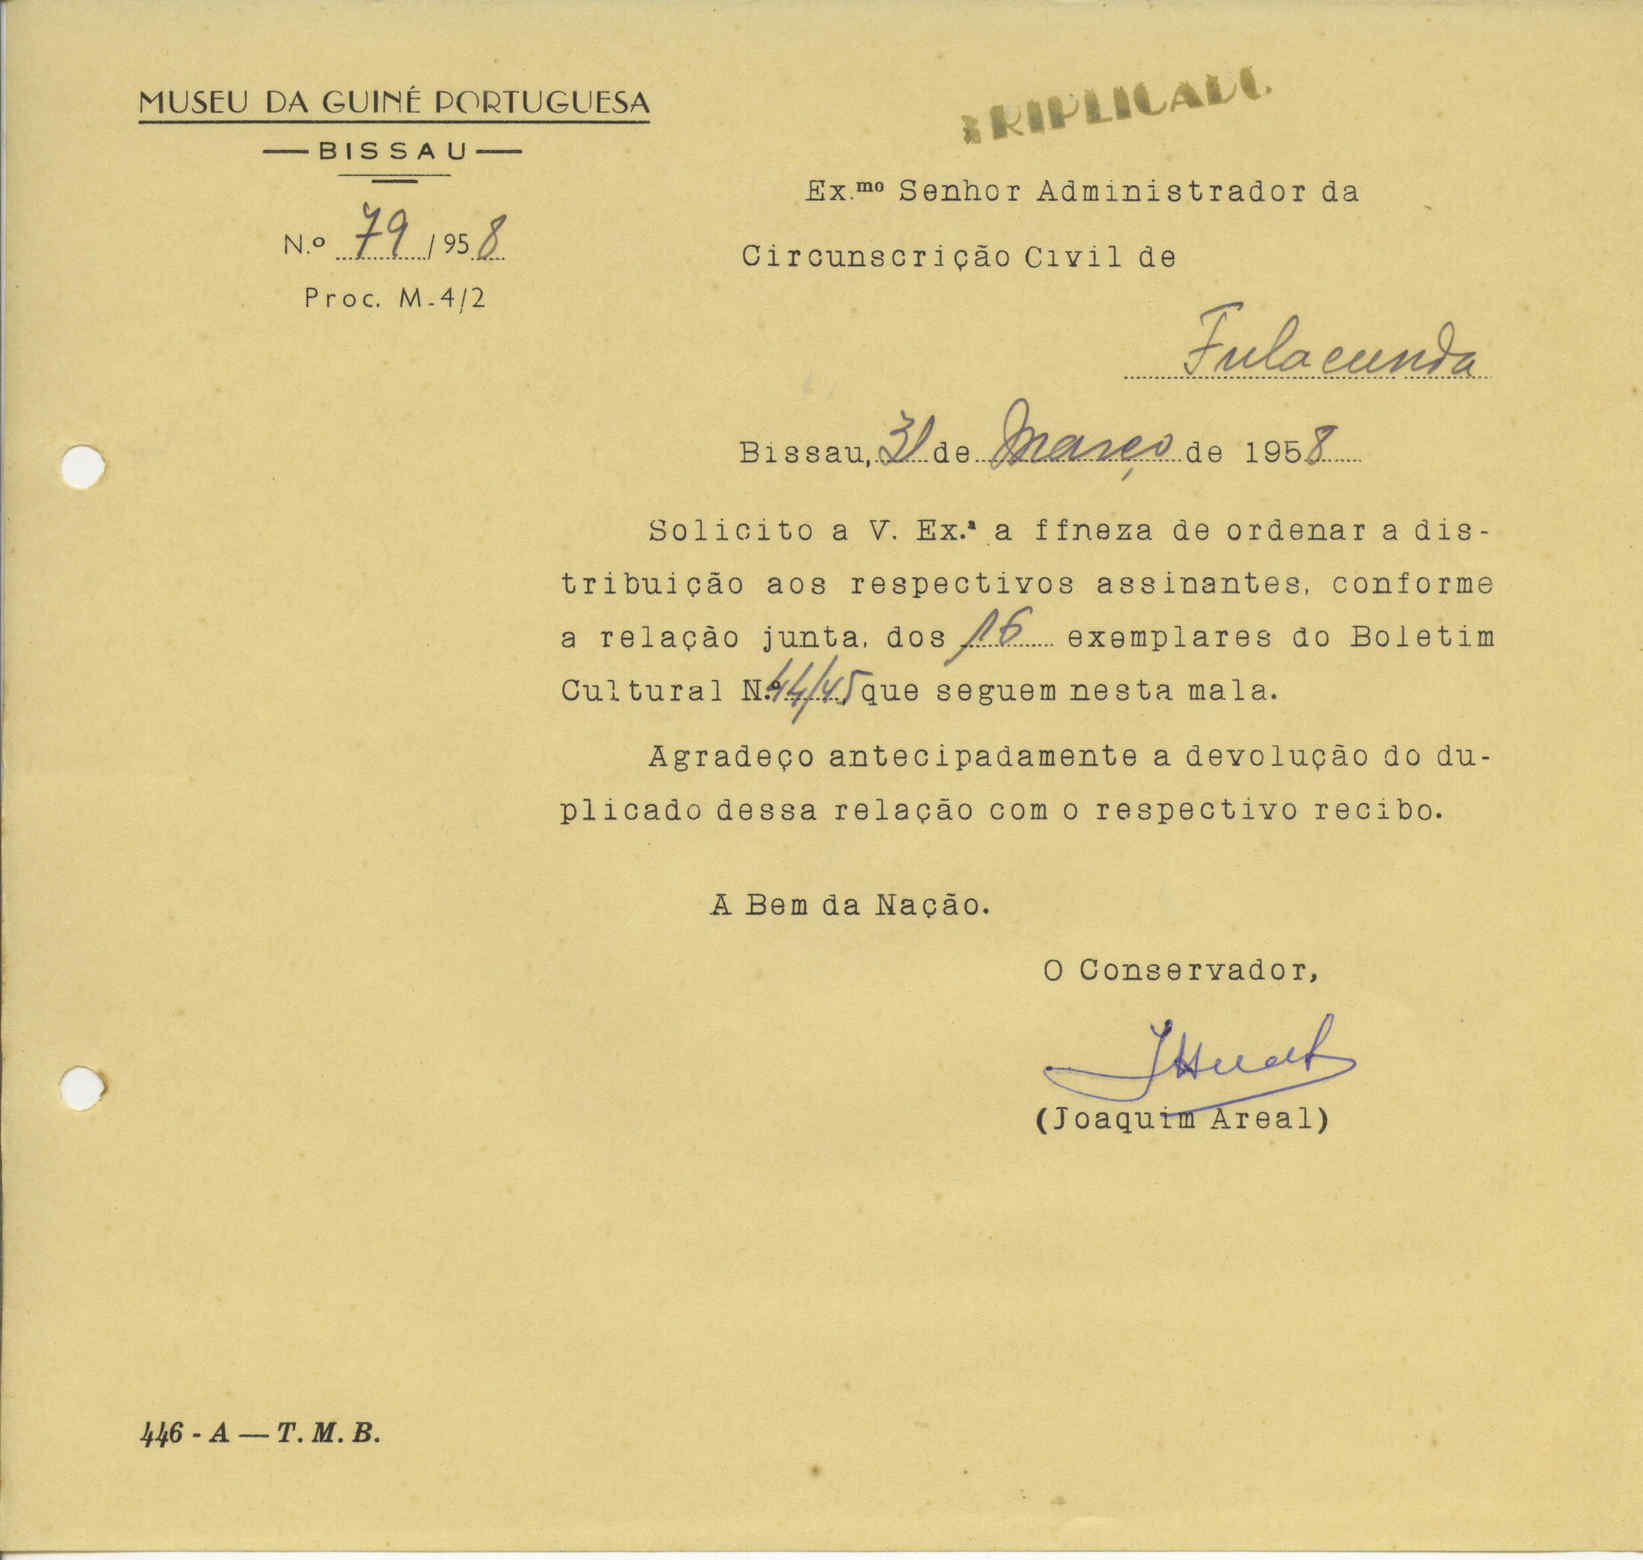 MUSEU DA GUINÉ PORTUGUESA
— BISSAU —
N.º 79/958
Proc. M-4/2
TRIPLICADO
Ex.mo Senhor Administrador da
Circunscrição Civil de
Fulacunda
Bissau, 31 de Março de 1958
Solicito a V. Ex.ª a ffneza de ordenar a dis-
tribuição aos respectivos assinantes, conforme
a relação junta, dos 16 exemplares do Boletim
Cultural N.º 44/45 que seguem nesta mala.
Agradeço antecipadamente a devolução do du-
plicado dessa relação com o respectivo recibo.
A Bem da Nação.
O Conservador,
(Joaquim Areal)
446 - A — T. M. B.